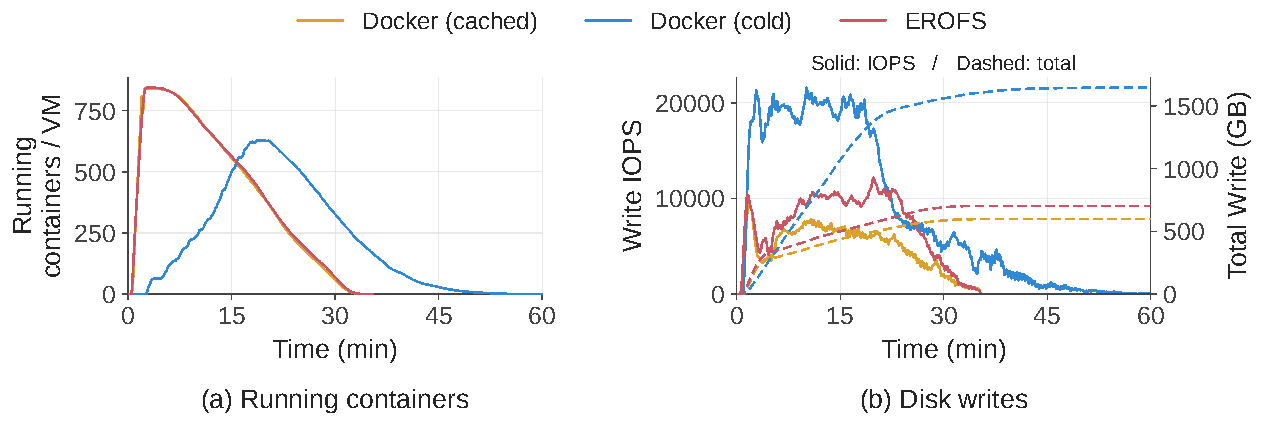 Docker (cached) Docker (cold) EROFS
Solid: IOPS / Dashed: total
Running
containers / VM
750
500
250
0
0 15 30 45 60
Time (min)
(a) Running containers
Write IOPS
20000
10000
0
0 15 30 45 60
Time (min)
1500
1000
500
0
Total Write (GB)
(b) Disk writes